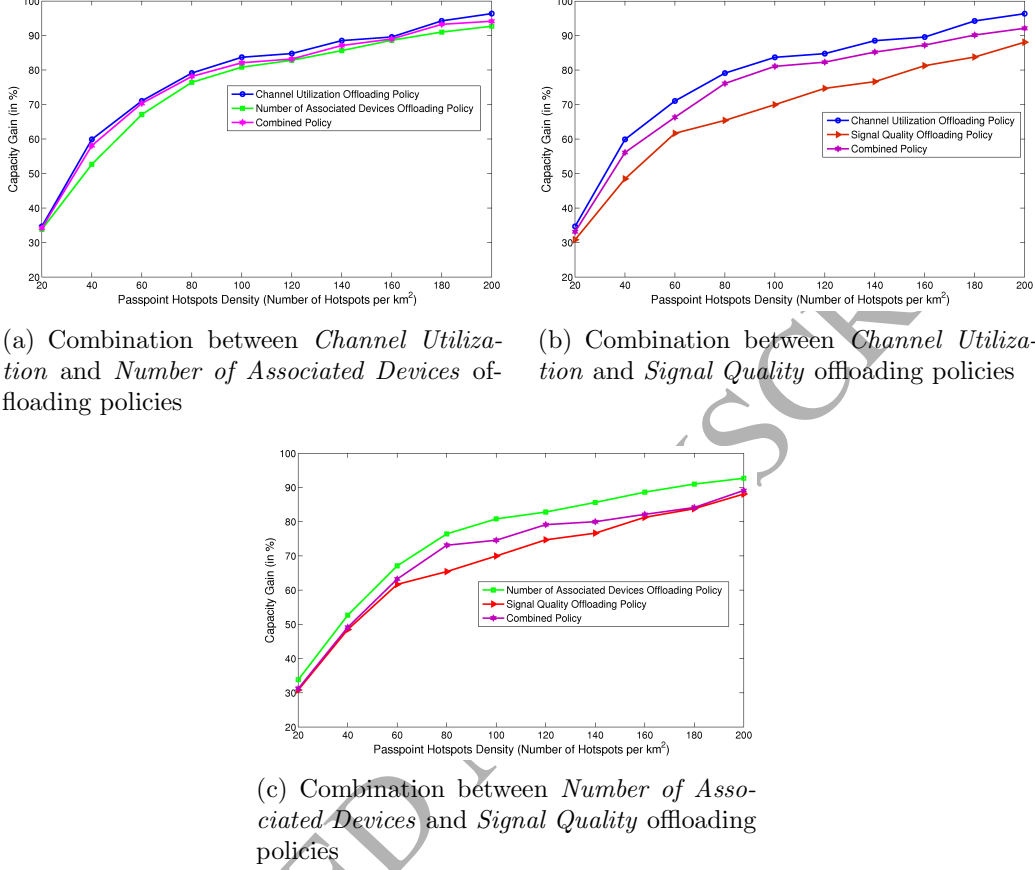 100
90
80
70
60
50
40
30
20
Capacity Gain (in %)
Channel Utilization Offloading Policy
Number of Associated Devices Offloading Policy
Combined Policy
20 40 60 80 100 120 140 160 180 200
Passpoint Hotspots Density (Number of Hotspots per km²)
(a) Combination between Channel Utiliza-
tion and Number of Associated Devices of-
floading policies
100
90
80
70
60
50
40
30
20
Capacity Gain (in %)
Channel Utilization Offloading Policy
Signal Quality Offloading Policy
Combined Policy
20 40 60 80 100 120 140 160 180 200
Passpoint Hotspots Density (Number of Hotspots per km²)
(b) Combination between Channel Utiliza-
tion and Signal Quality offloading policies
100
90
80
70
60
50
40
30
20
Capacity Gain (in %)
Number of Associated Devices Offloading Policy
Signal Quality Offloading Policy
Combined Policy
20 40 60 80 100 120 140 160 180 200
Passpoint Hotspots Density (Number of Hotspots per km²)
(c) Combination between Number of Asso-
ciated Devices and Signal Quality offloading
policies